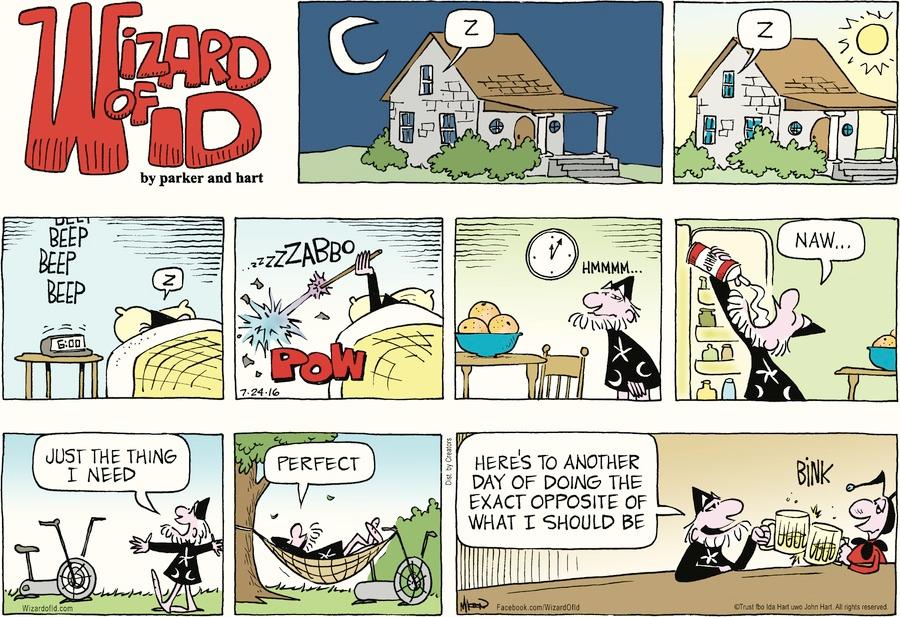 WIZARD
OF
ID
by parker and hart
Z
Z
BEEP
BEEP
BEEP
BEEP
6:00
Z
...ZZZZZZABBO
POW
7-24-16
HMMMM...
WHIP
NAW...
JUST THE THING
I NEED
WizardofId.com
PERFECT
Dist. by Creators
HERE'S TO ANOTHER
DAY OF DOING THE
EXACT OPPOSITE OF
WHAT I SHOULD BE
BINK
Facebook.com/WizardOfId
©Trust fbo Ida Hart uwo John Hart. All rights reserved.